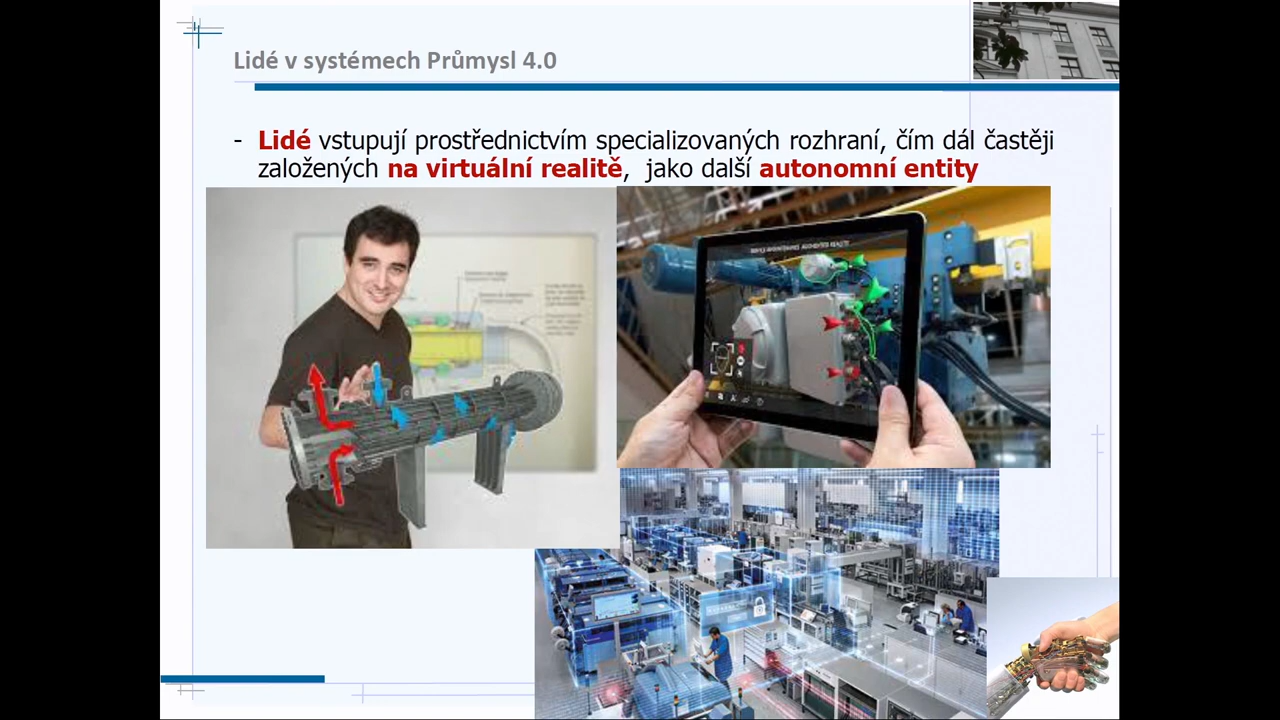 Lidé v systémech Průmysl 4.0
- Lidé vstupují prostřednictvím specializovaných rozhraní, čím dál častěji
založených na virtuální realitě, jako další autonomní entity